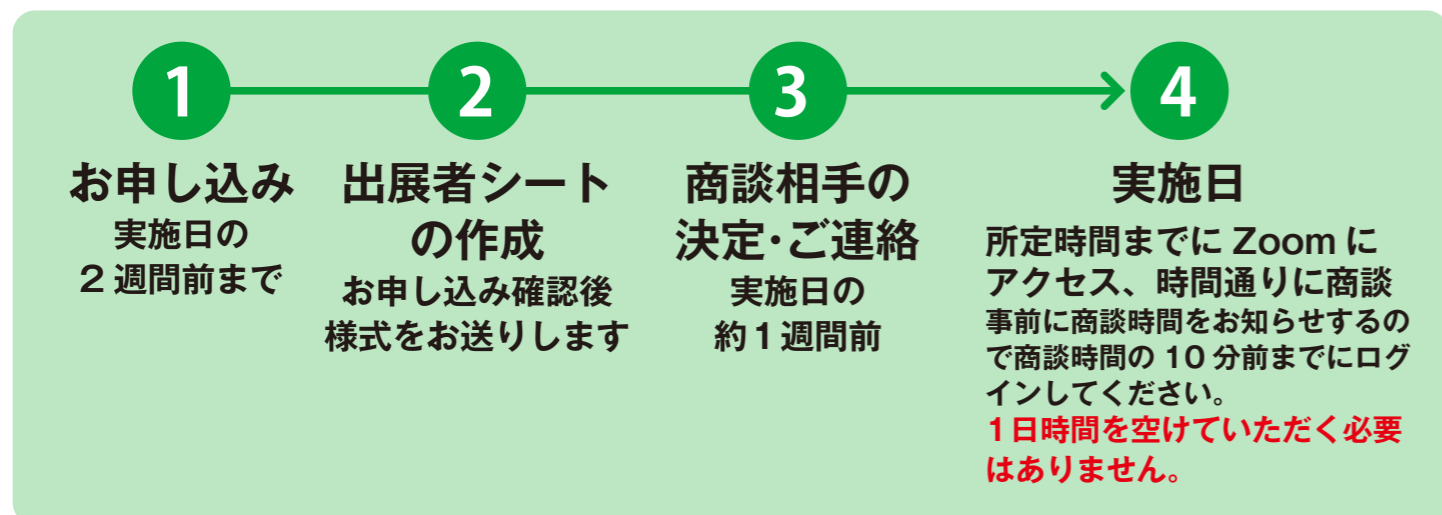 1
お申し込み
実施日の
2週間前まで
2
出展者シート
の作成
お申し込み確認後
様式をお送りします
3
商談相手の
決定・ご連絡
実施日の
約1週間前
4
実施日
所定時間までに Zoom に
アクセス、時間通りに商談
事前に商談時間をお知らせするの
で商談時間の 10 分前までにログ
インしてください。
1日時間を空けていただく必要
はありません。